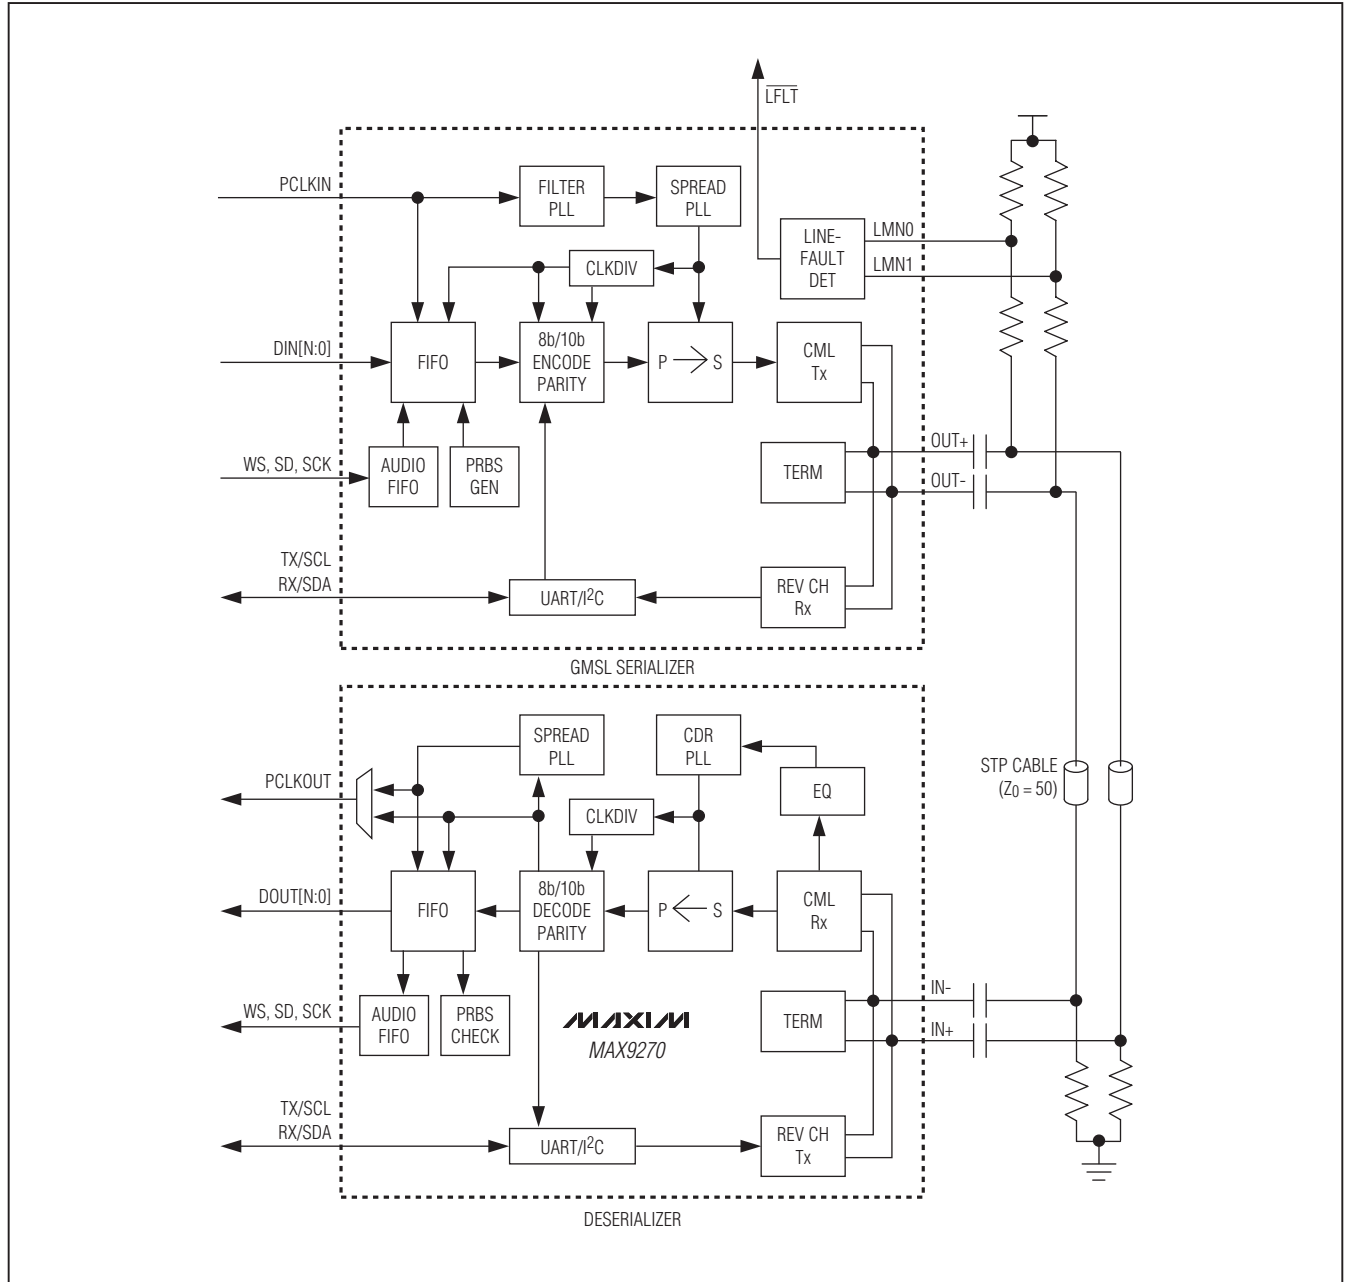 LFLT
PCLKIN
FILTER
PLL
SPREAD
PLL
LINE-
FAULT
DET
LMN0
LMN1
CLKDIV
DIN[N:0]
FIFO
8b/10b
ENCODE
PARITY
P → S
CML
Tx
WS, SD, SCK
AUDIO
FIFO
PRBS
GEN
TERM
OUT+
OUT-
TX/SCL
RX/SDA
UART/I²C
REV CH
Rx
GMSL SERIALIZER
SPREAD
PLL
CDR
PLL
PCLKOUT
EQ
STP CABLE
(Z₀ = 50)
CLKDIV
DOUT[N:0]
FIFO
8b/10b
DECODE
PARITY
P ← S
CML
Rx
WS, SD, SCK
AUDIO
FIFO
PRBS
CHECK
MAXIM
MAX9270
TERM
IN-
IN+
TX/SCL
RX/SDA
UART/I²C
REV CH
Tx
DESERIALIZER